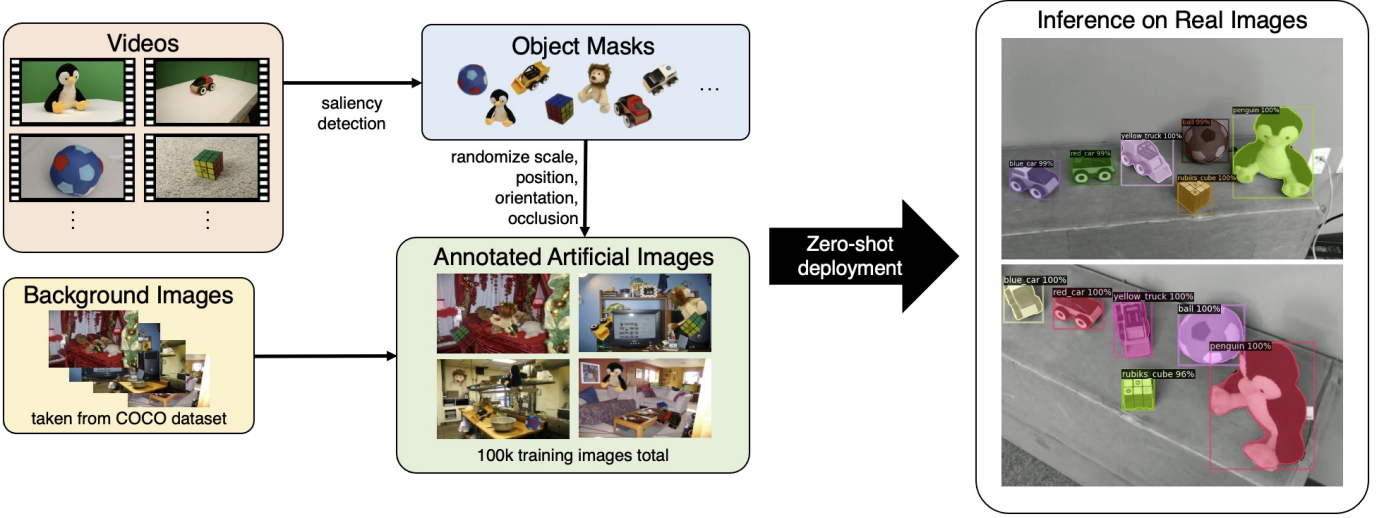 Videos
saliency
detection
Object Masks
...
randomize scale,
position,
orientation,
occlusion
Background Images
taken from COCO dataset
Annotated Artificial Images
100k training images total
Zero-shot
deployment
Inference on Real Images
penguin 100%
ball 99%
yellow_truck 100%
red_car 99%
blue_car 99%
rubiks_cube 100%
blue_car 100%
red_car 100%
yellow_truck 100%
ball 100%
penguin 100%
rubiks_cube 96%